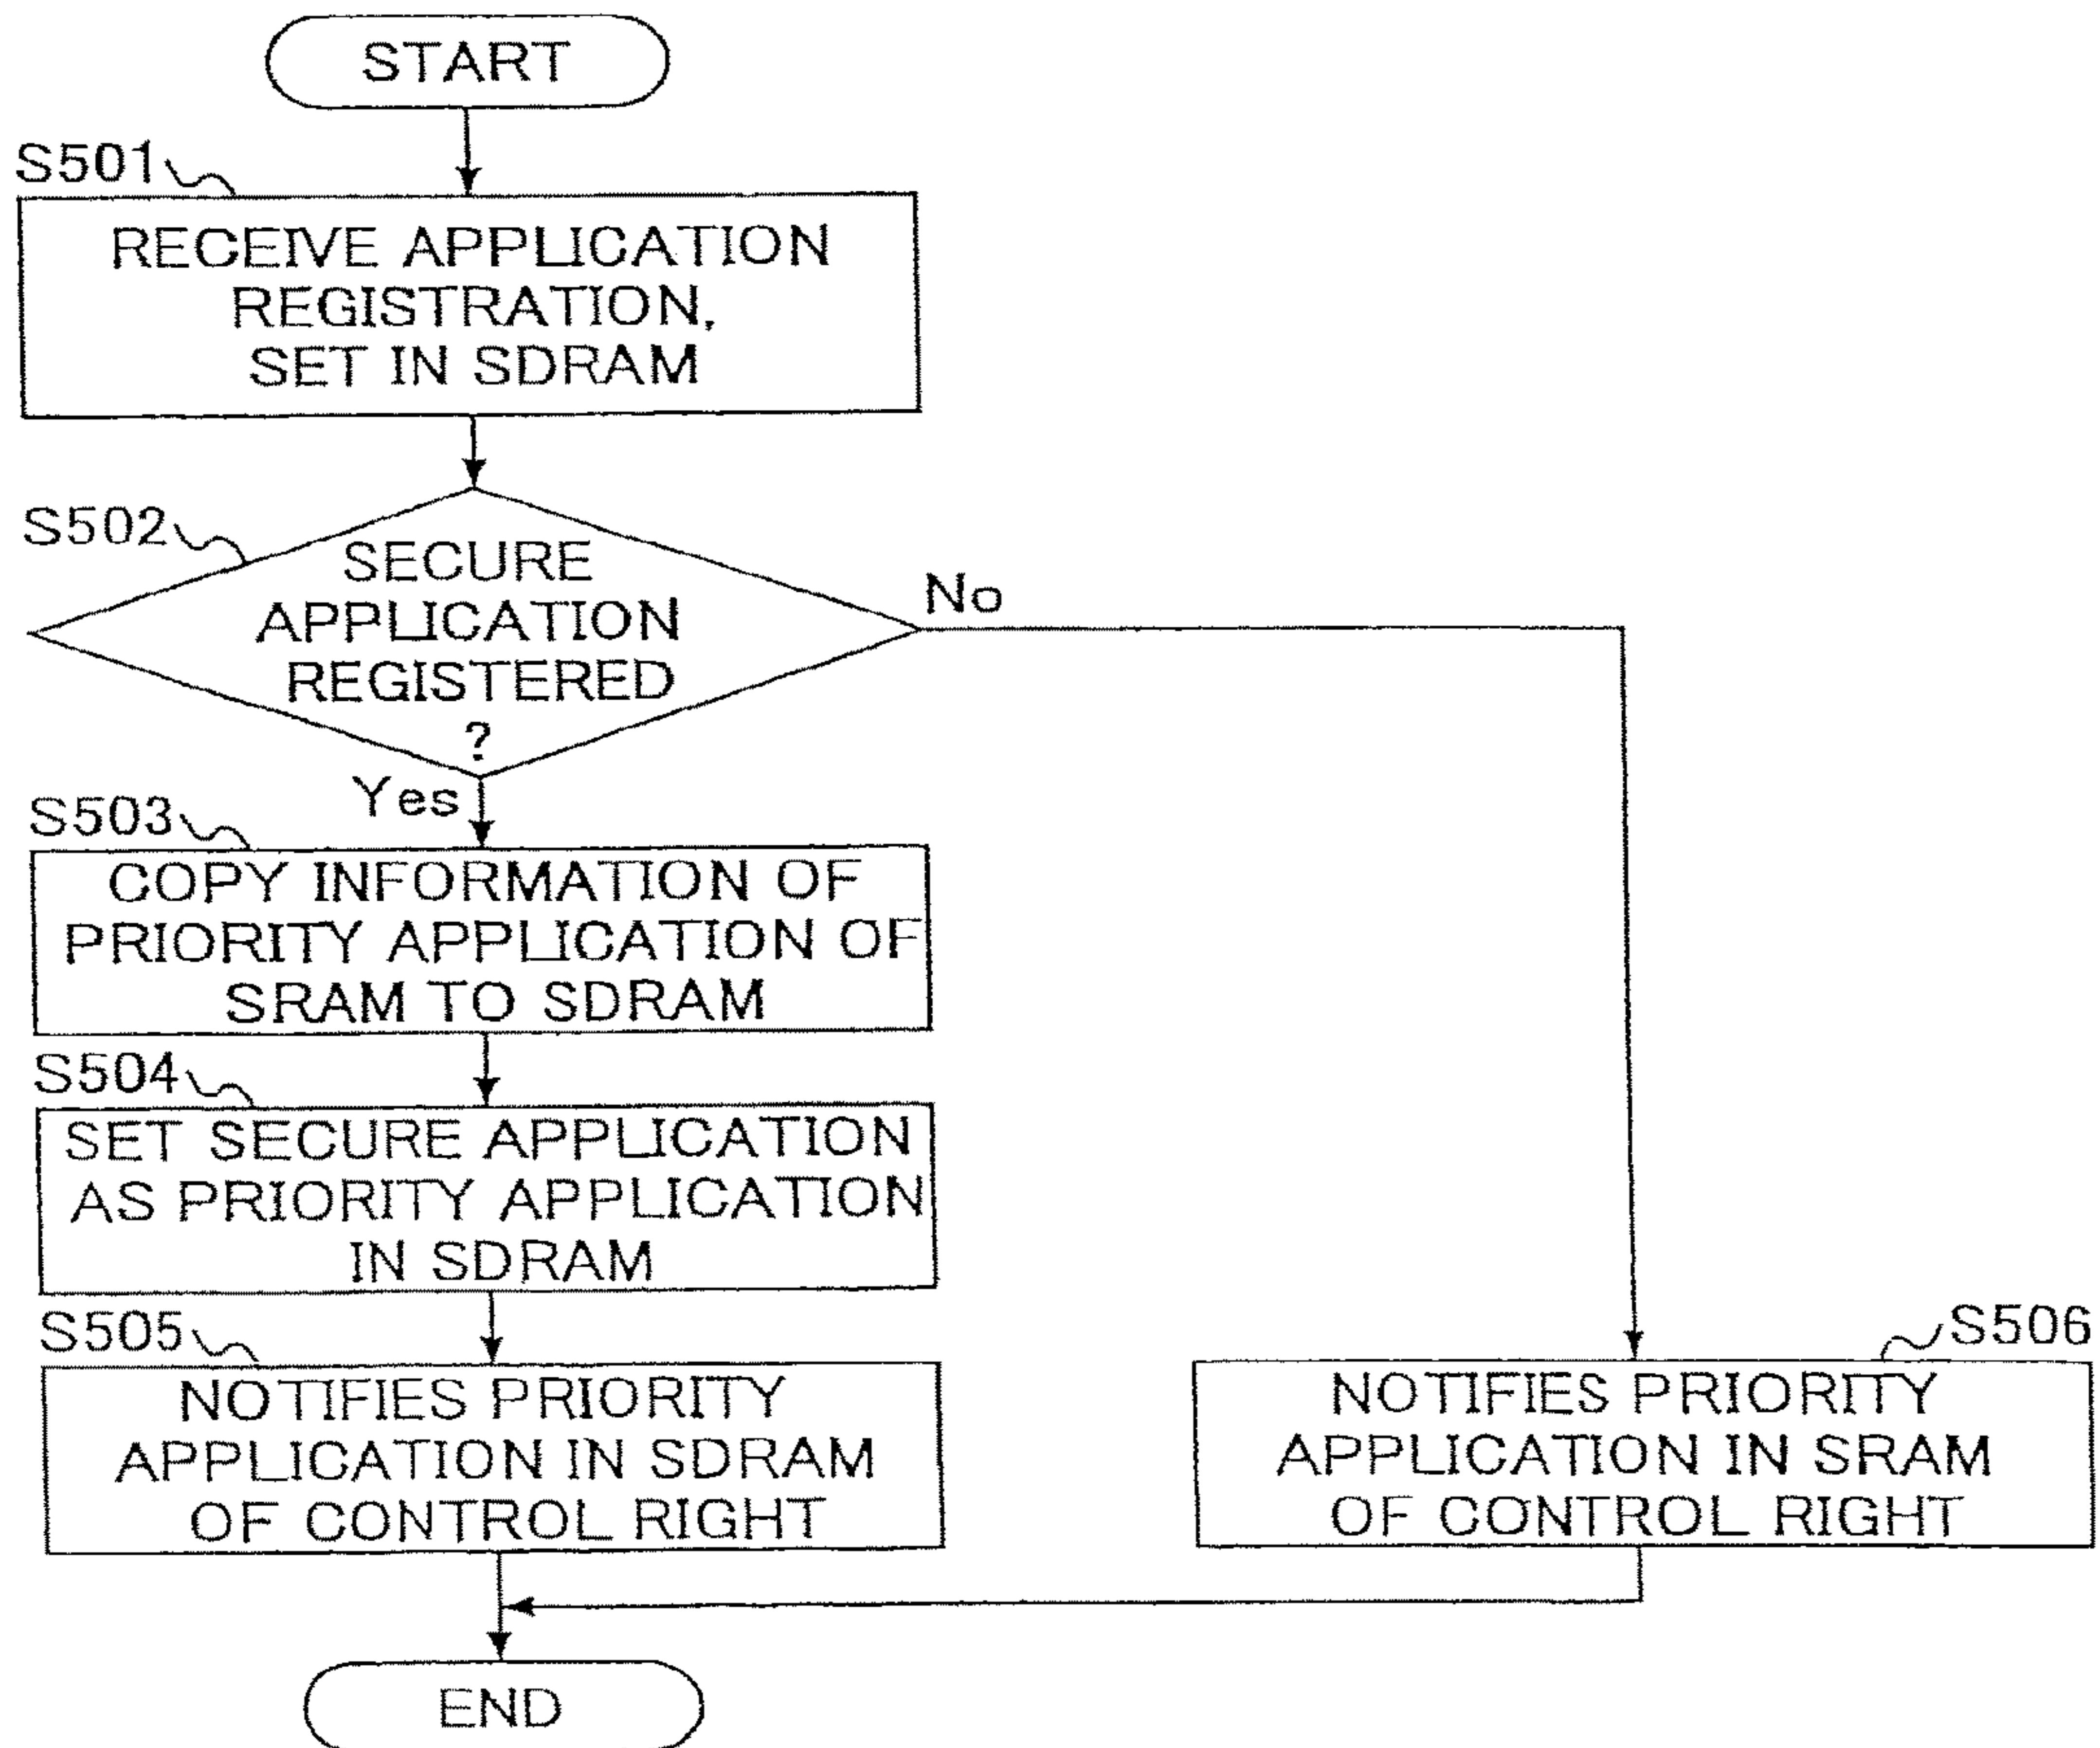 START
S501
RECEIVE APPLICATION
REGISTRATION,
SET IN SDRAM
S502
SECURE
APPLICATION
REGISTERED
?
No
Yes
S503
COPY INFORMATION OF
PRIORITY APPLICATION OF
SRAM TO SDRAM
S504
SET SECURE APPLICATION
AS PRIORITY APPLICATION
IN SDRAM
S505
NOTIFIES PRIORITY
APPLICATION IN SDRAM
OF CONTROL RIGHT
S506
NOTIFIES PRIORITY
APPLICATION IN SRAM
OF CONTROL RIGHT
END